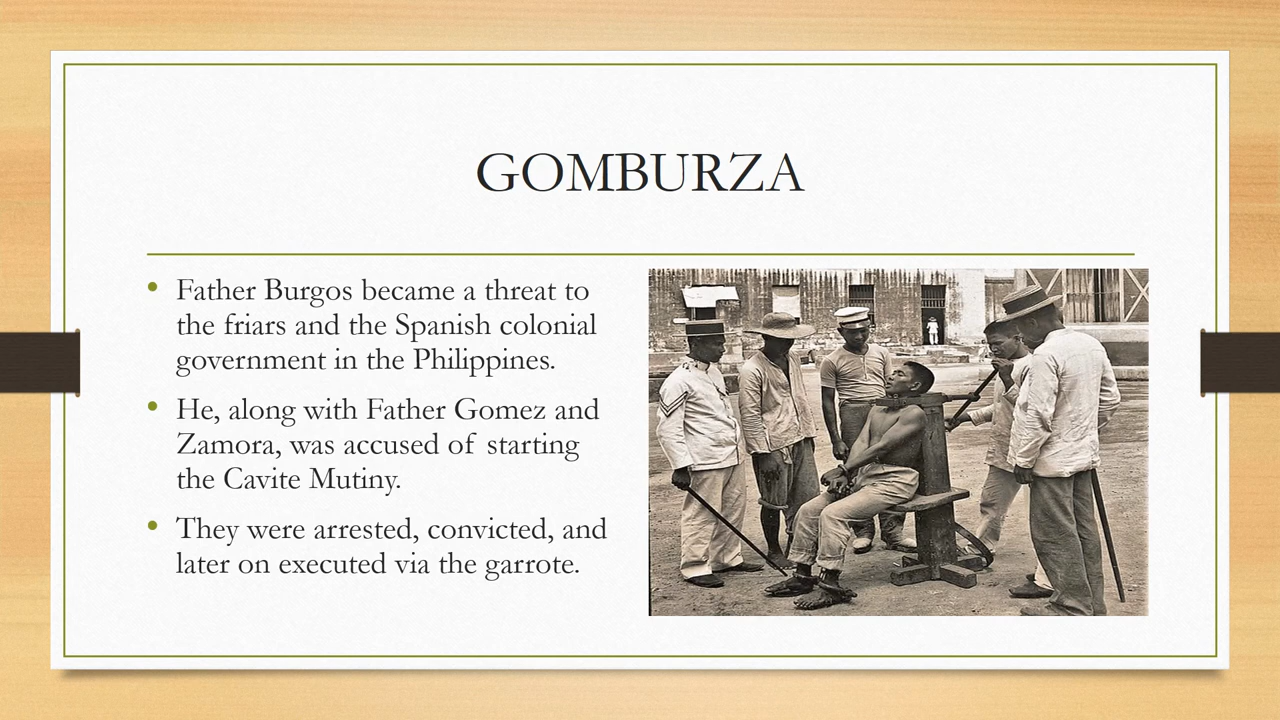 GOMBURZA
• Father Burgos became a threat to
the friars and the Spanish colonial
government in the Philippines.
• He, along with Father Gomez and
Zamora, was accused of starting
the Cavite Mutiny.
• They were arrested, convicted, and
later on executed via the garrote.